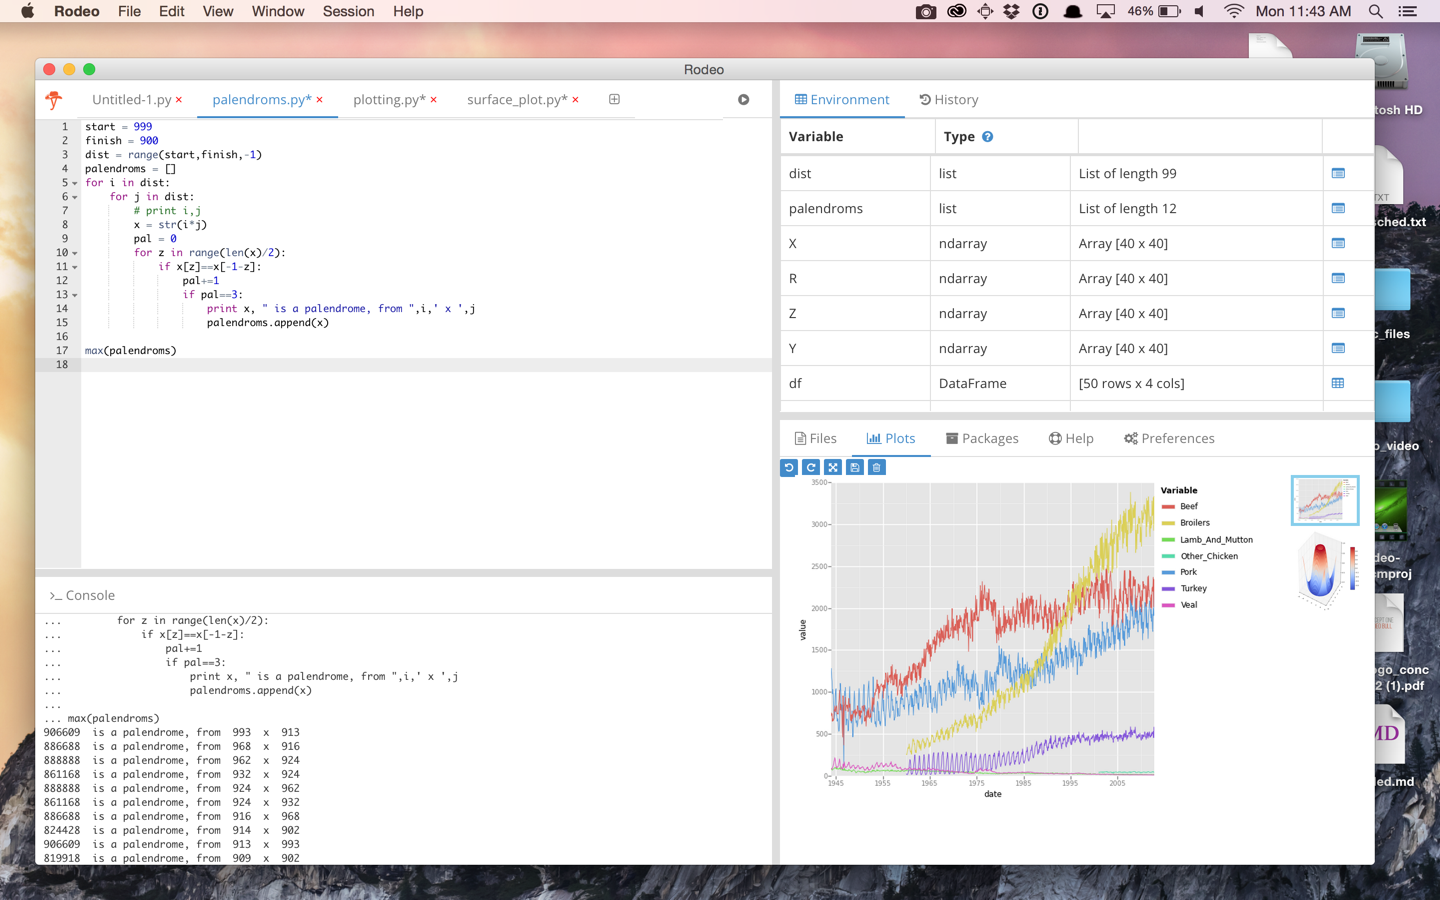 Rodeo File Edit View Window Session Help 46% Mon 11:43 AM
Rodeo
Untitled-1.py × palendroms.py* × plotting.py* × surface_plot.py* ×
1 start = 999
2 finish = 900
3 dist = range(start,finish,-1)
4 palendroms = []
5 for i in dist:
6 for j in dist:
7 # print i,j
8 x = str(i*j)
9 pal = 0
10 for z in range(len(x)/2):
11 if x[z]==x[-1-z]:
12 pal+=1
13 if pal==3:
14 print x, " is a palendrome, from ",i,' x ',j
15 palendroms.append(x)
16
17 max(palendroms)
18
>_ Console
... for z in range(len(x)/2):
... if x[z]==x[-1-z]:
... pal+=1
... if pal==3:
... print x, " is a palendrome, from ",i,' x ',j
... palendroms.append(x)
...
... max(palendroms)
906609 is a palendrome, from 993 x 913
886688 is a palendrome, from 968 x 916
888888 is a palendrome, from 962 x 924
861168 is a palendrome, from 932 x 924
888888 is a palendrome, from 924 x 962
861168 is a palendrome, from 924 x 932
886688 is a palendrome, from 916 x 968
824428 is a palendrome, from 914 x 902
906609 is a palendrome, from 913 x 993
819918 is a palendrome, from 909 x 902
Environment History
Variable Type ?
dist list List of length 99
palendroms list List of length 12
X ndarray Array [40 x 40]
R ndarray Array [40 x 40]
Z ndarray Array [40 x 40]
Y ndarray Array [40 x 40]
df DataFrame [50 rows x 4 cols]
Files Plots Packages Help Preferences
3500
3000
2500
2000
1500
1000
500
0
value
1945 1955 1965 1975 1985 1995 2005
date
Variable
Beef
Broilers
Lamb_And_Mutton
Other_Chicken
Pork
Turkey
Veal
tosh HD
TXT
sched.txt
c_files
o_video
deo-
smproj
ogo_conc
2 (1).pdf
MD
led.md